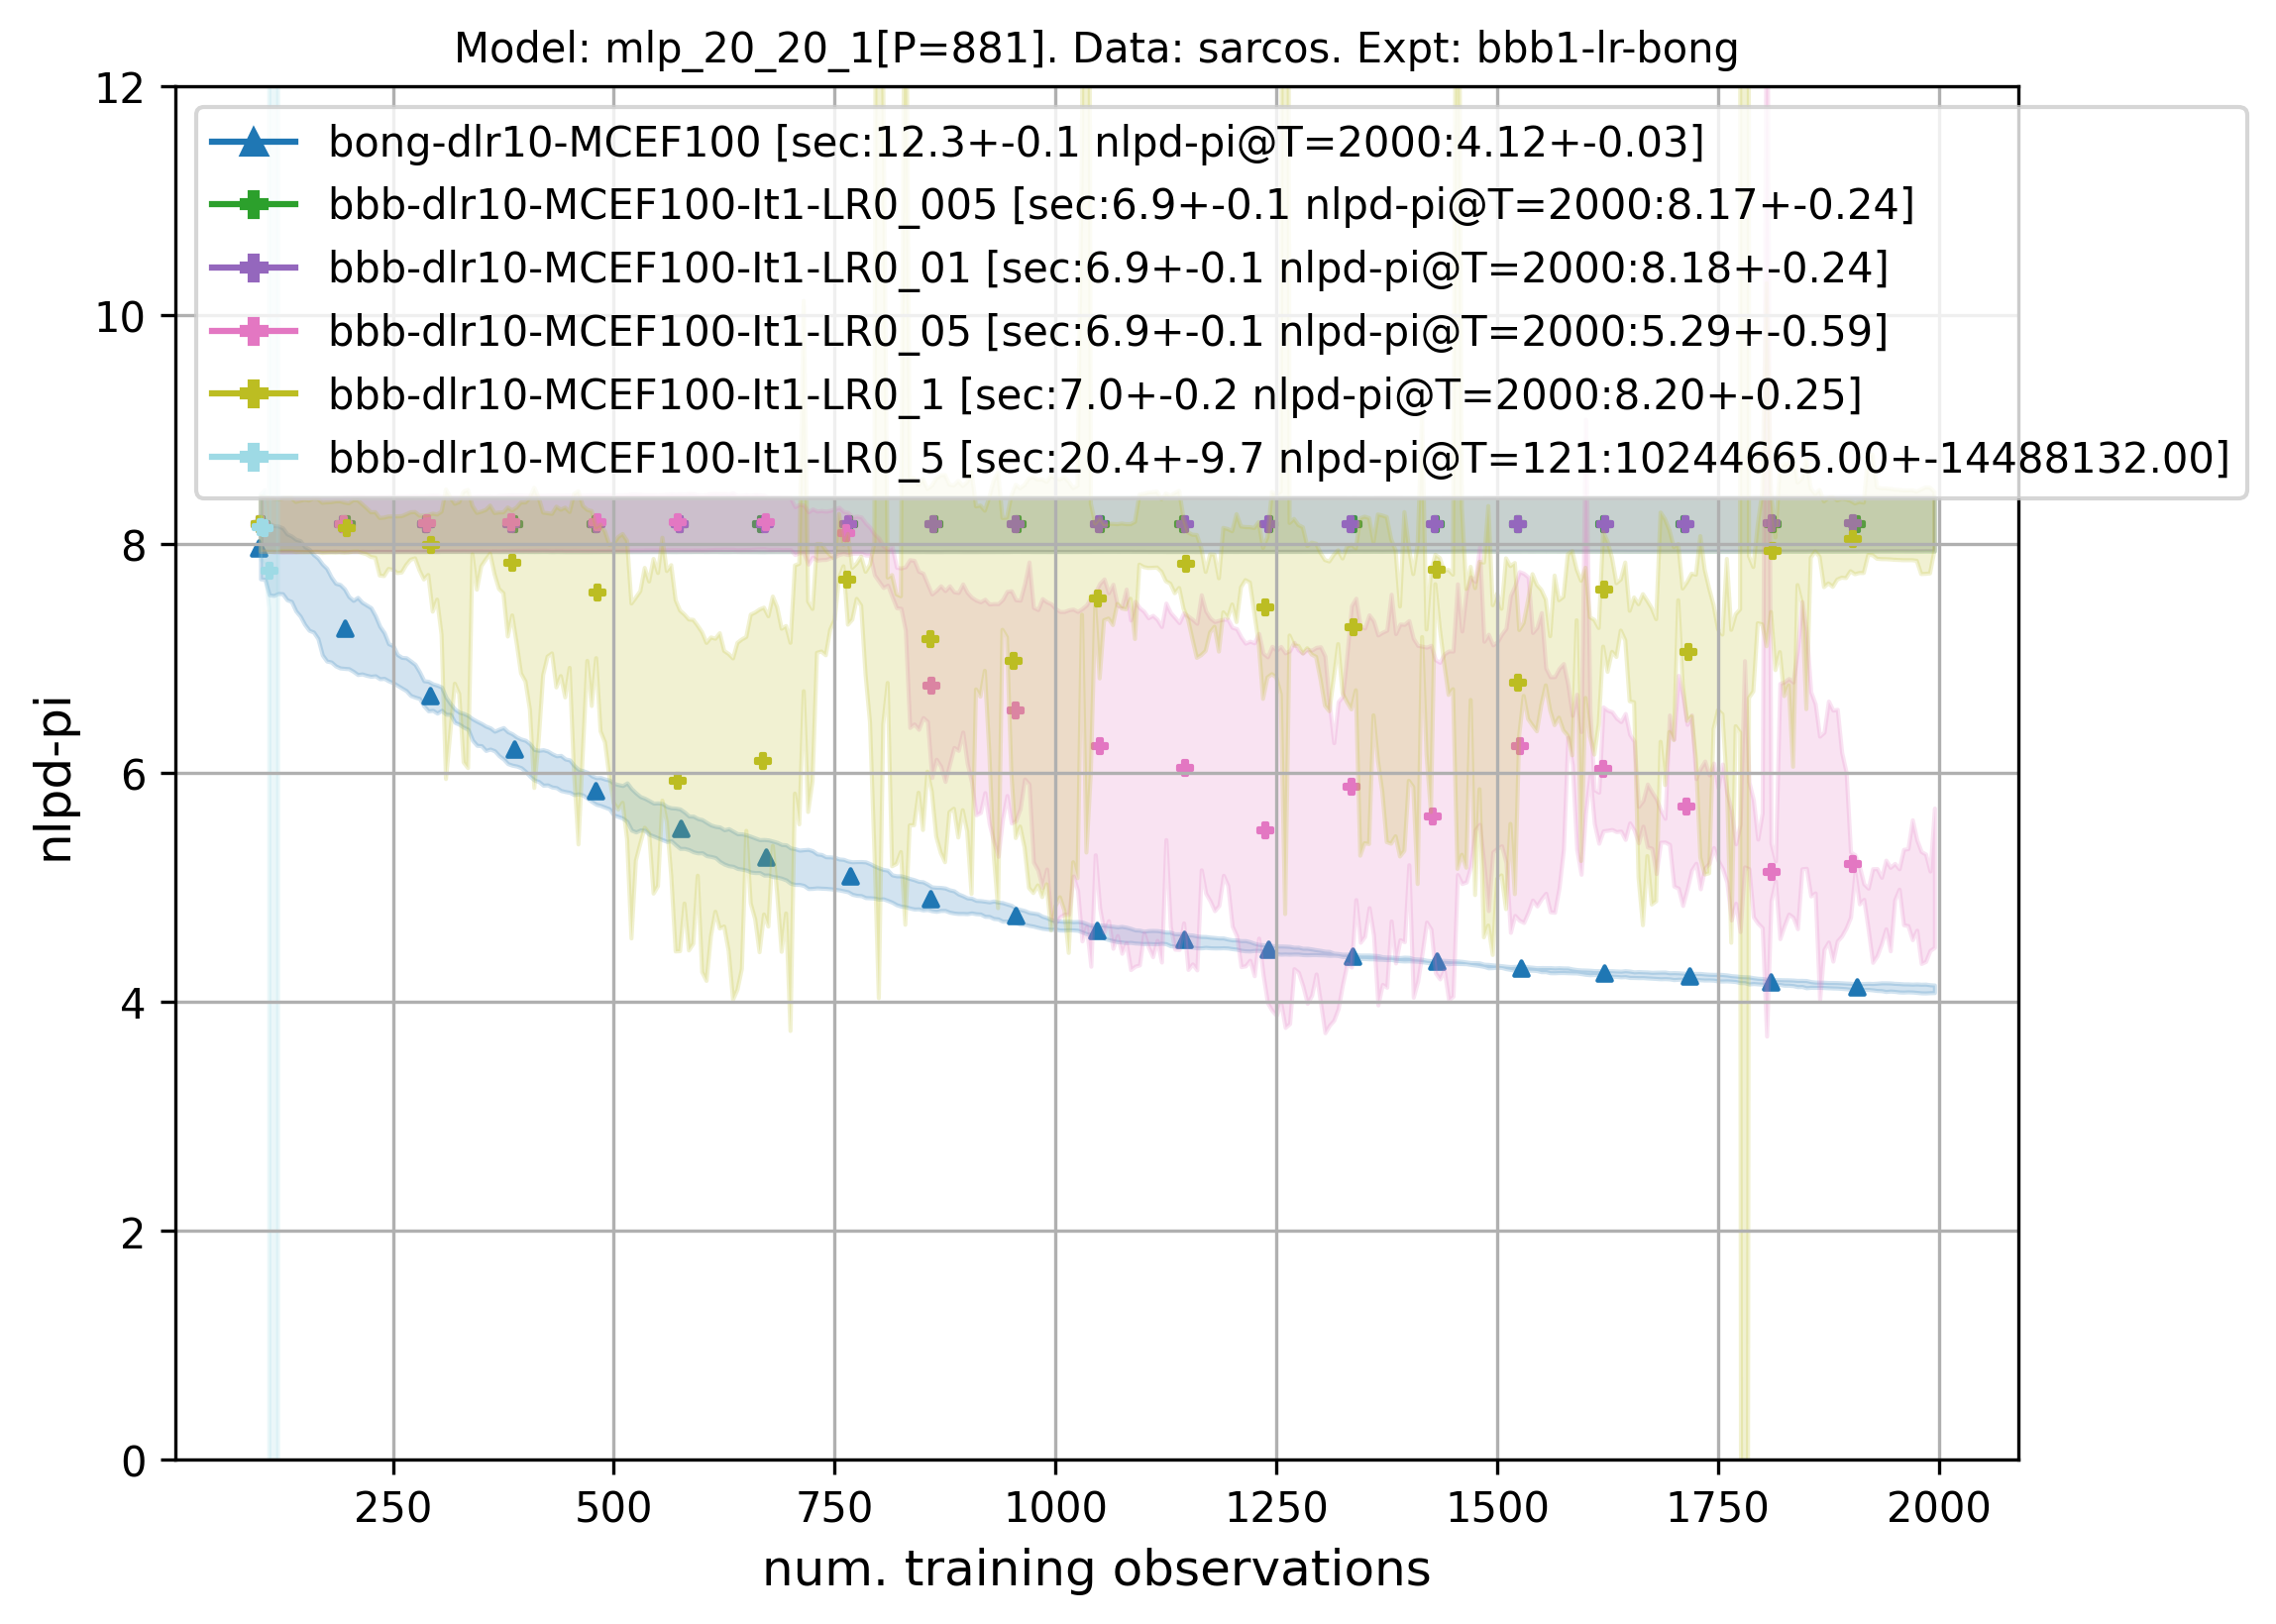 Model: mlp_20_20_1[P=881]. Data: sarcos. Expt: bbb1-lr-bong
12
bong-dlr10-MCEF100 [sec:12.3+-0.1 nlpd-pi@T=2000:4.12+-0.03]
bbb-dlr10-MCEF100-It1-LR0_005 [sec:6.9+-0.1 nlpd-pi@T=2000:8.17+-0.24]
bbb-dlr10-MCEF100-It1-LR0_01 [sec:6.9+-0.1 nlpd-pi@T=2000:8.18+-0.24]
10
bbb-dlr10-MCEF100-It1-LR0_05 [sec:6.9+-0.1 nlpd-pi@T=2000:5.29+-0.59]
bbb-dlr10-MCEF100-It1-LR0_1 [sec:7.0+-0.2 nlpd-pi@T=2000:8.20+-0.25]
bbb-dlr10-MCEF100-It1-LR0_5 [sec:20.4+-9.7 nlpd-pi@T=121:10244665.00+-14488132.00]
8
6
4
2
0
nlpd-pi
250 500 750 1000 1250 1500 1750 2000
num. training observations